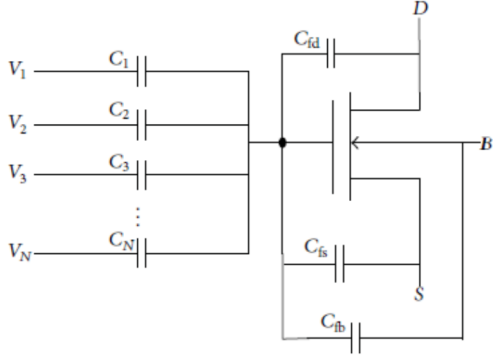 D
C_fd
V_1
C_1
V_2
C_2
B
V_3
C_3
⋮
V_N
C_N
C_fs
S
C_fb